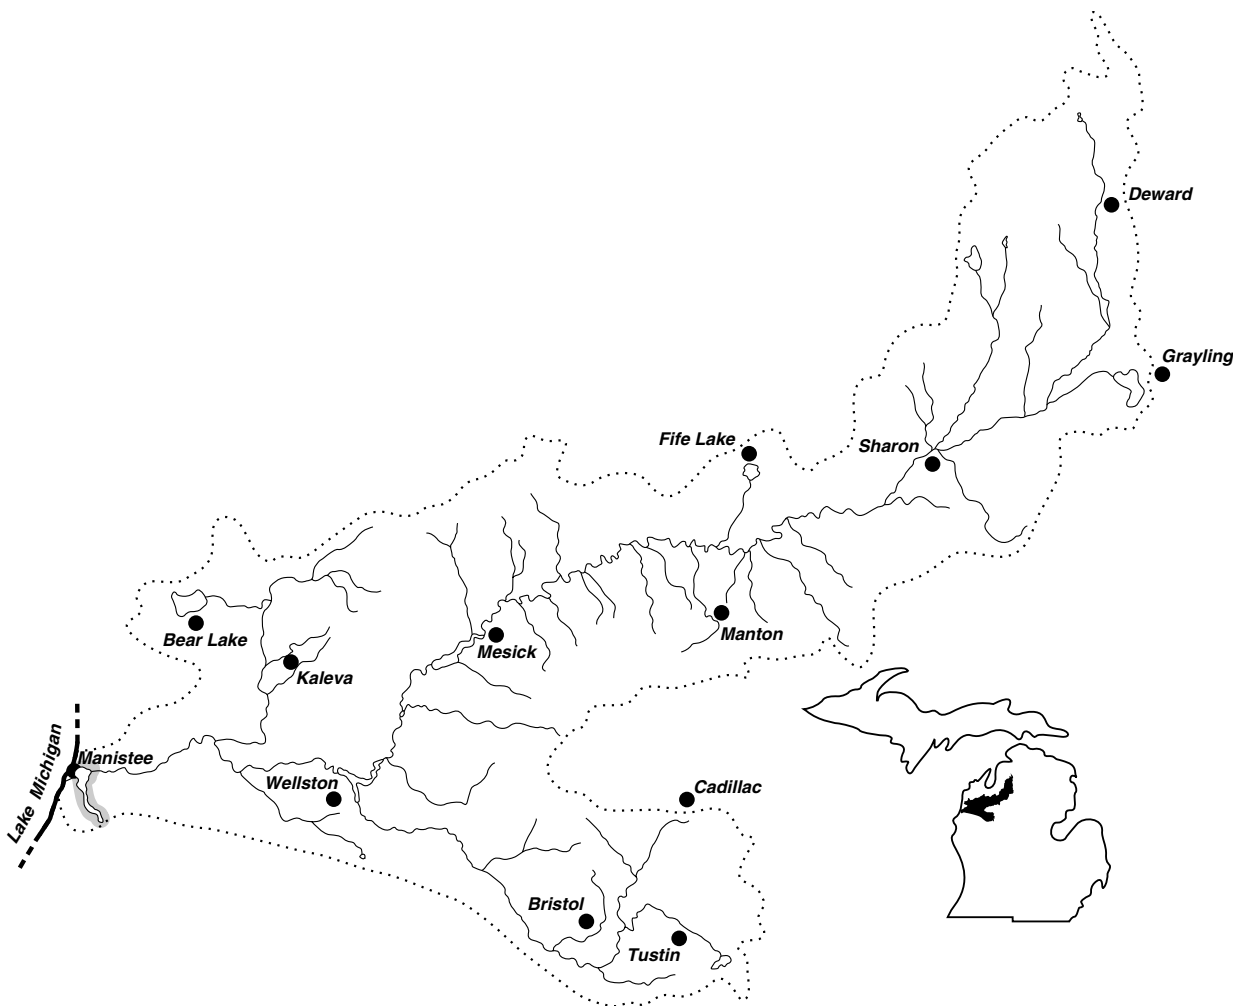 Deward
Grayling
Fife Lake
Sharon
Bear Lake
Manton
Mesick
Kaleva
Lake Michigan
Manistee
Wellston
Cadillac
Bristol
Tustin